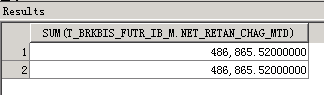 Results
SUM(T_BRKBIS_FUTR_IB_M.NET_RETAN_CHAG_MTD)
1 486,865.52000000
2 486,865.52000000